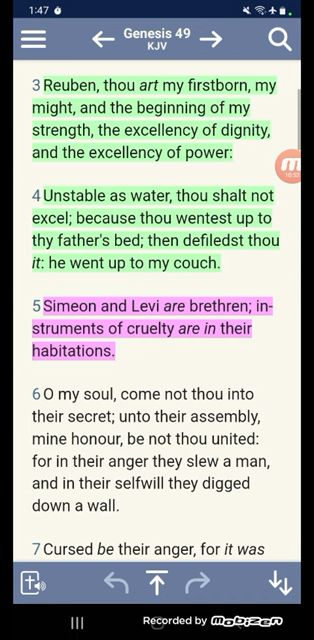 1:47
Genesis 49
KJV
3 Reuben, thou art my firstborn, my
might, and the beginning of my
strength, the excellency of dignity,
and the excellency of power:
4 Unstable as water, thou shalt not
excel; because thou wentest up to
thy father's bed; then defiledst thou
it: he went up to my couch.
5 Simeon and Levi are brethren; in-
struments of cruelty are in their
habitations.
6 O my soul, come not thou into
their secret; unto their assembly,
mine honour, be not thou united:
for in their anger they slew a man,
and in their selfwill they digged
down a wall.
7 Cursed be their anger, for it was
Recorded by mobizen